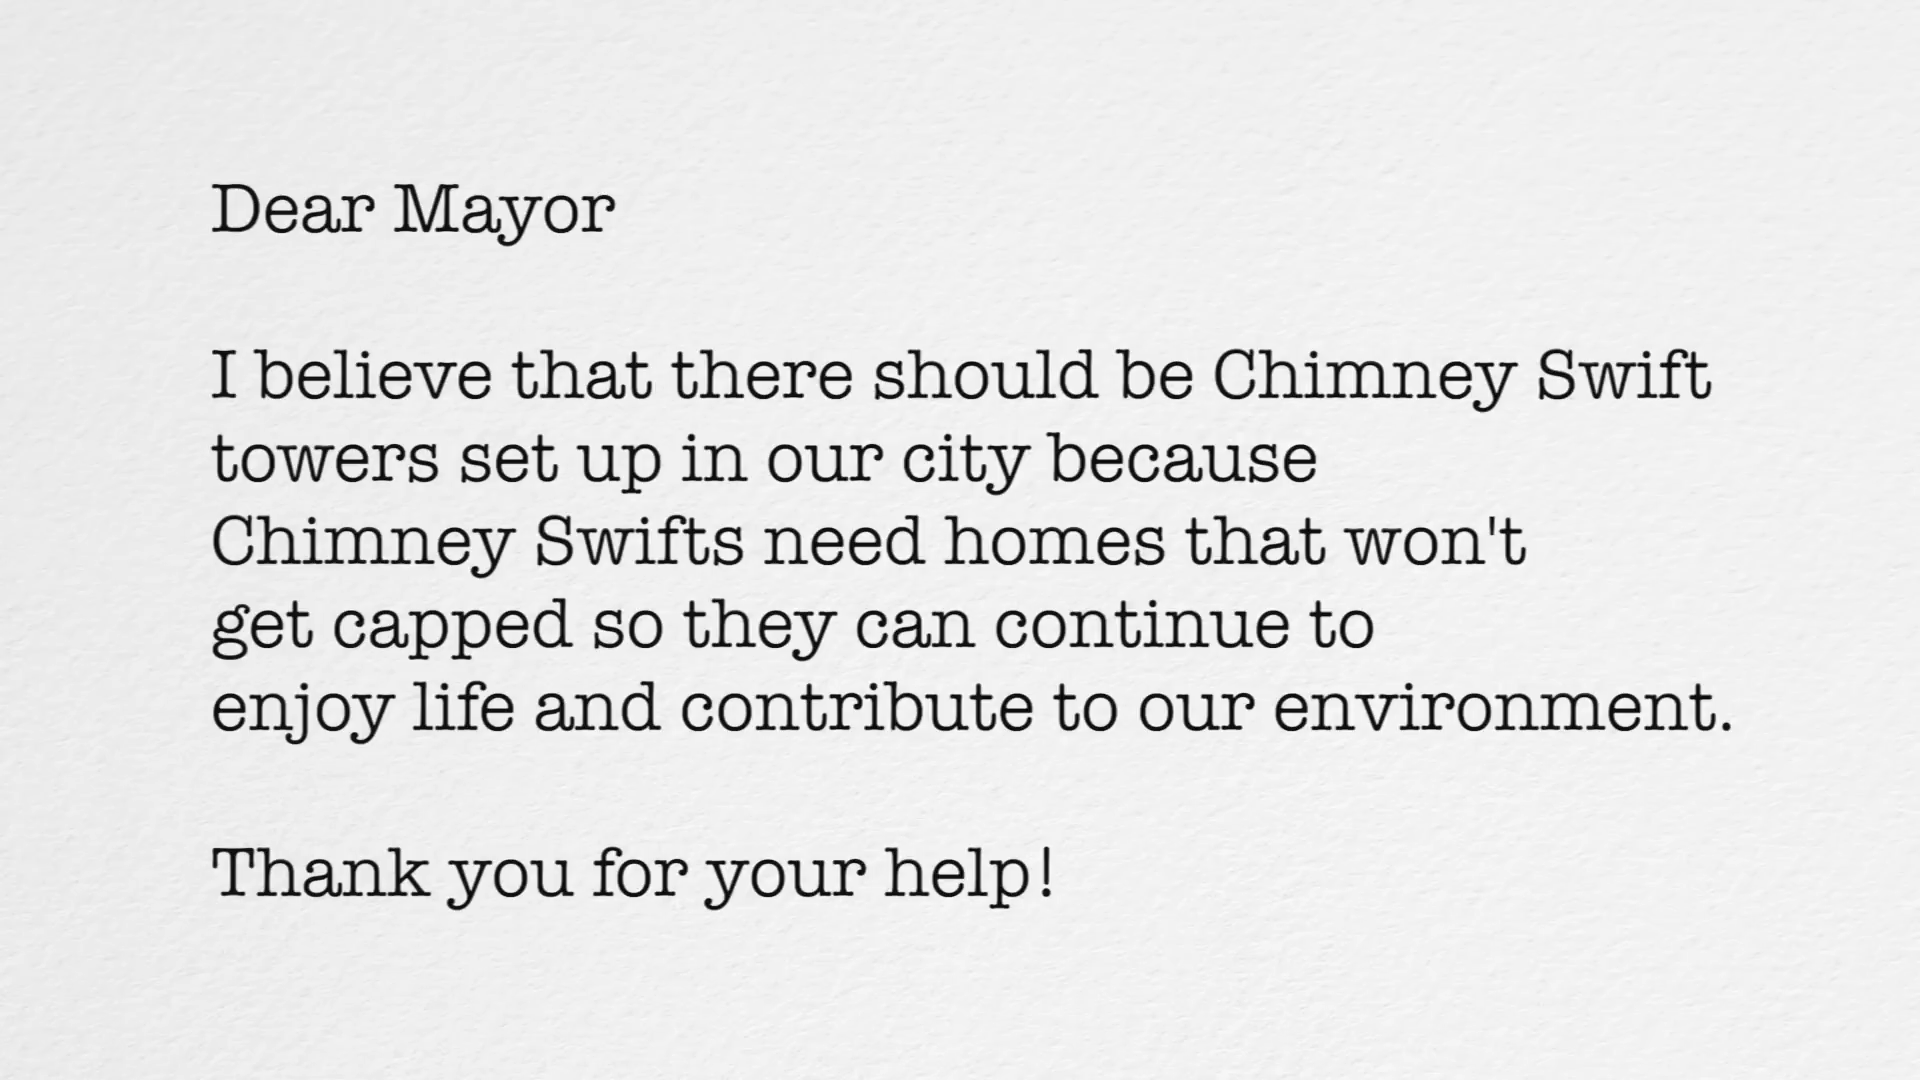 Dear Mayor
I believe that there should be Chimney Swift
towers set up in our city because
Chimney Swifts need homes that won't
get capped so they can continue to
enjoy life and contribute to our environment.
Thank you for your help!